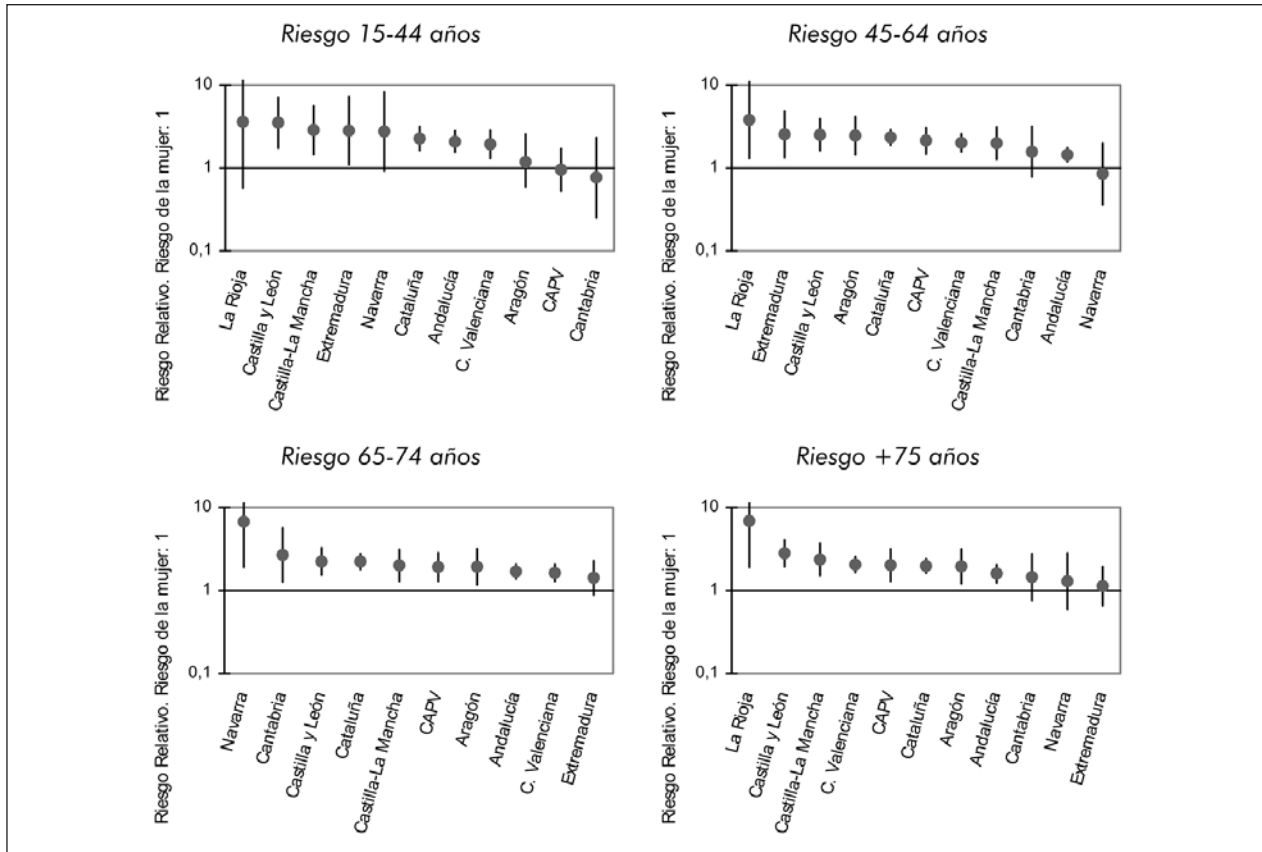 Riesgo 15-44 años
Riesgo Relativo. Riesgo de la mujer: 1
10
1
0,1
La Rioja
Castilla y León
Castilla-La Mancha
Extremadura
Navarra
Cataluña
Andalucía
C. Valenciana
Aragón
CAPV
Cantabria
Riesgo 45-64 años
Riesgo Relativo. Riesgo de la mujer: 1
10
1
0,1
La Rioja
Extremadura
Castilla y León
Aragón
Cataluña
CAPV
C. Valenciana
Castilla-La Mancha
Cantabria
Andalucía
Navarra
Riesgo 65-74 años
Riesgo Relativo. Riesgo de la mujer: 1
10
1
0,1
Navarra
Cantabria
Castilla y León
Cataluña
Castilla-La Mancha
CAPV
Aragón
Andalucía
C. Valenciana
Extremadura
Riesgo +75 años
Riesgo Relativo. Riesgo de la mujer: 1
10
1
0,1
La Rioja
Castilla y León
Castilla-La Mancha
C. Valenciana
CAPV
Cataluña
Aragón
Andalucía
Cantabria
Navarra
Extremadura